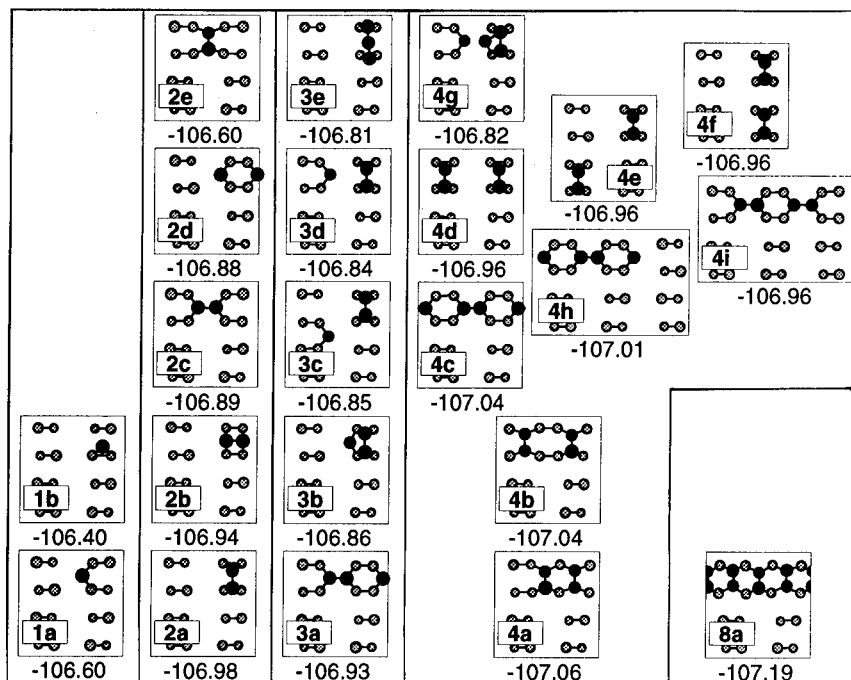 2e
-106.60
3e
-106.81
4g
-106.82
4f
-106.96
4e
-106.96
2d
-106.88
3d
-106.84
4d
-106.96
4i
-106.96
4h
-107.01
2c
-106.89
3c
-106.85
4c
-107.04
1b
-106.40
2b
-106.94
3b
-106.86
4b
-107.04
1a
-106.60
2a
-106.98
3a
-106.93
4a
-107.06
8a
-107.19